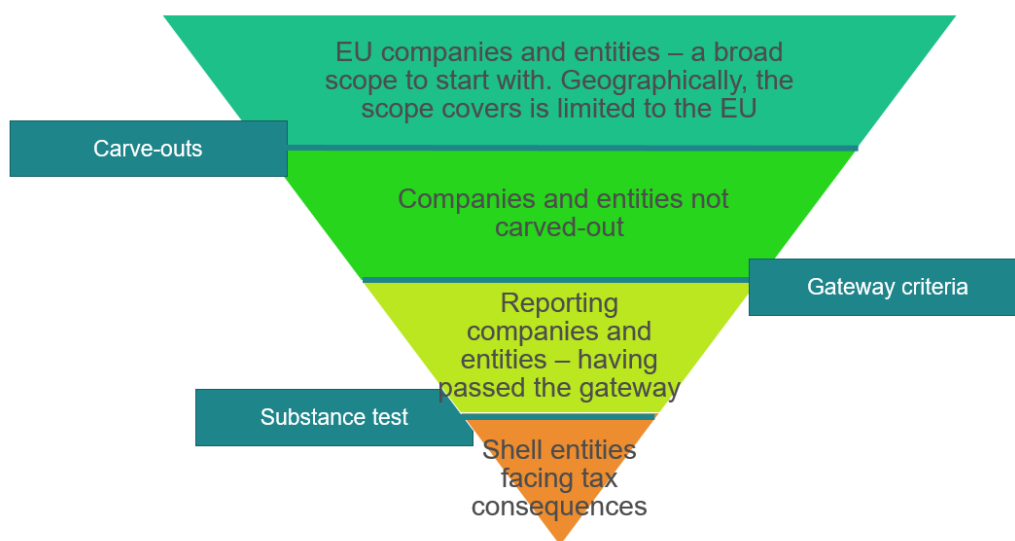 EU companies and entities – a broad
scope to start with. Geographically, the
scope covers is limited to the EU
Carve-outs
Companies and entities not
carved-out
Gateway criteria
Reporting
companies and
entities – having
passed the gateway
Substance test
Shell entities
facing tax
consequences